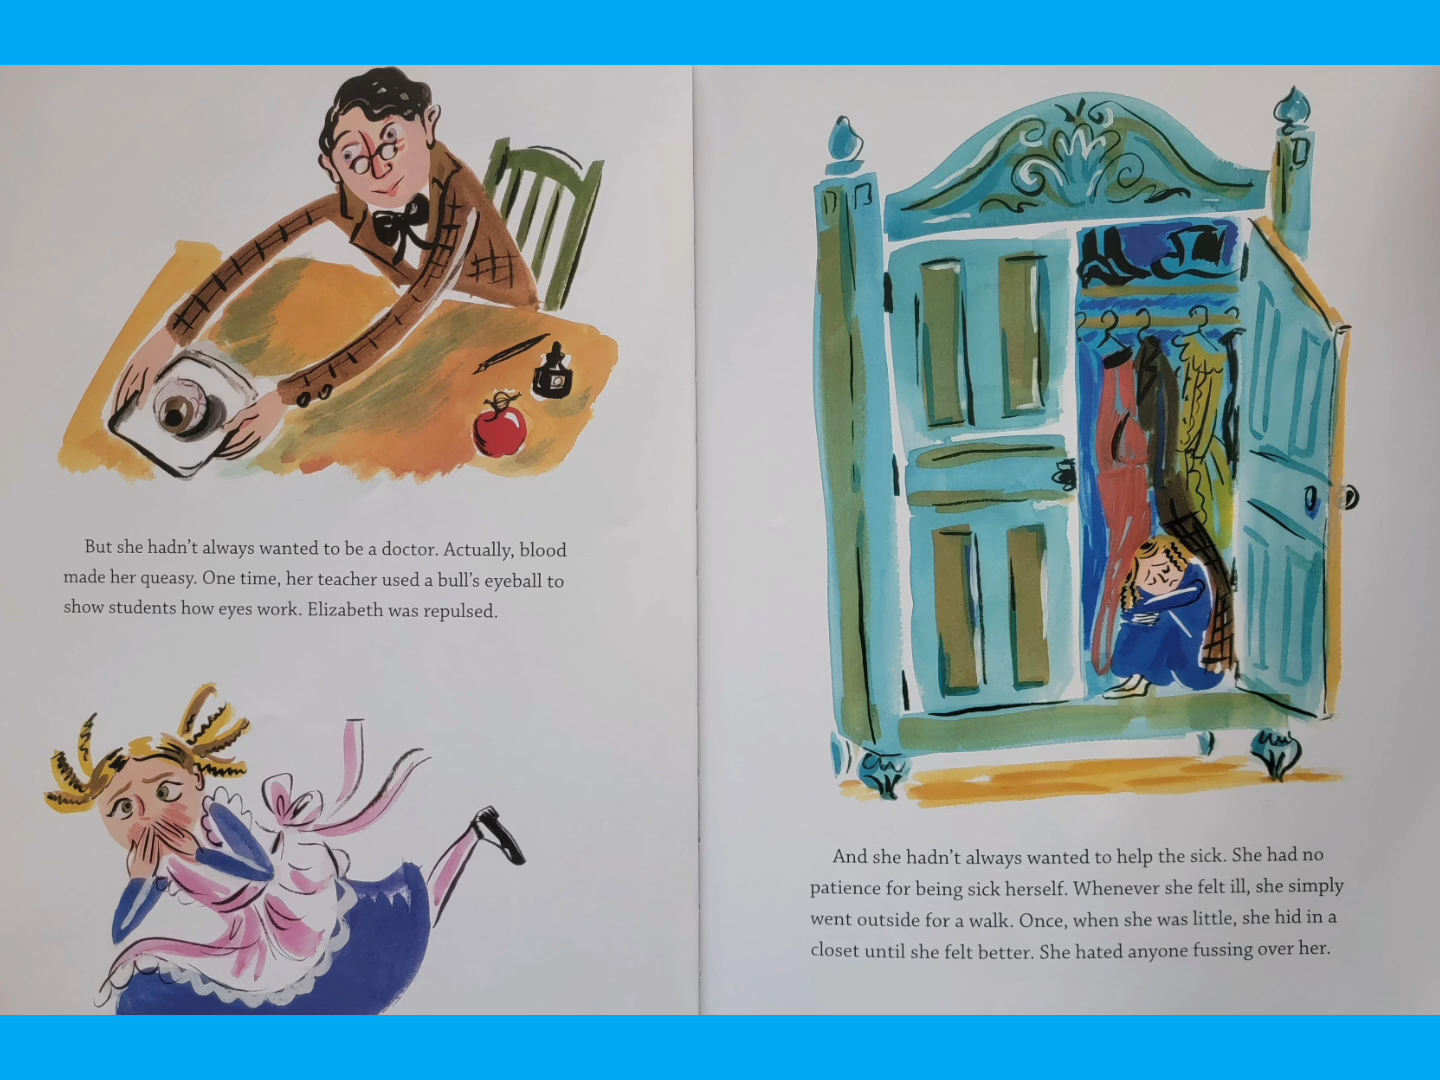 But she hadn't always wanted to be a doctor. Actually, blood
made her queasy. One time, her teacher used a bull's eyeball to
show students how eyes work. Elizabeth was repulsed.
And she hadn't always wanted to help the sick. She had no
patience for being sick herself. Whenever she felt ill, she simply
went outside for a walk. Once, when she was little, she hid in a
closet until she felt better. She hated anyone fussing over her.